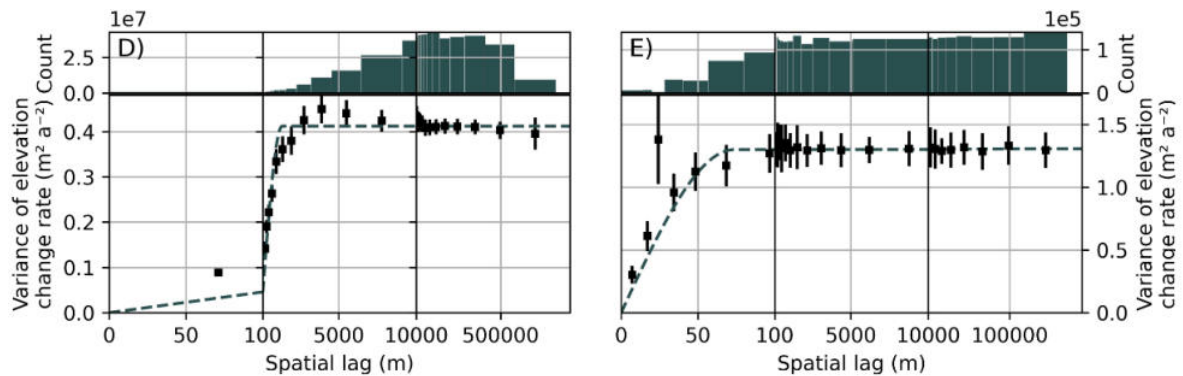 1e7
D)
2.5
0.0
Count
0.4
0.3
0.2
0.1
0.0
Variance of elevation
change rate (m² a⁻²)
0 50 100 5000 10000 500000
Spatial lag (m)
1e5
E)
1
0
Count
1.5
1.0
0.5
0.0
Variance of elevation
change rate (m² a⁻²)
0 50 100 5000 10000 100000
Spatial lag (m)